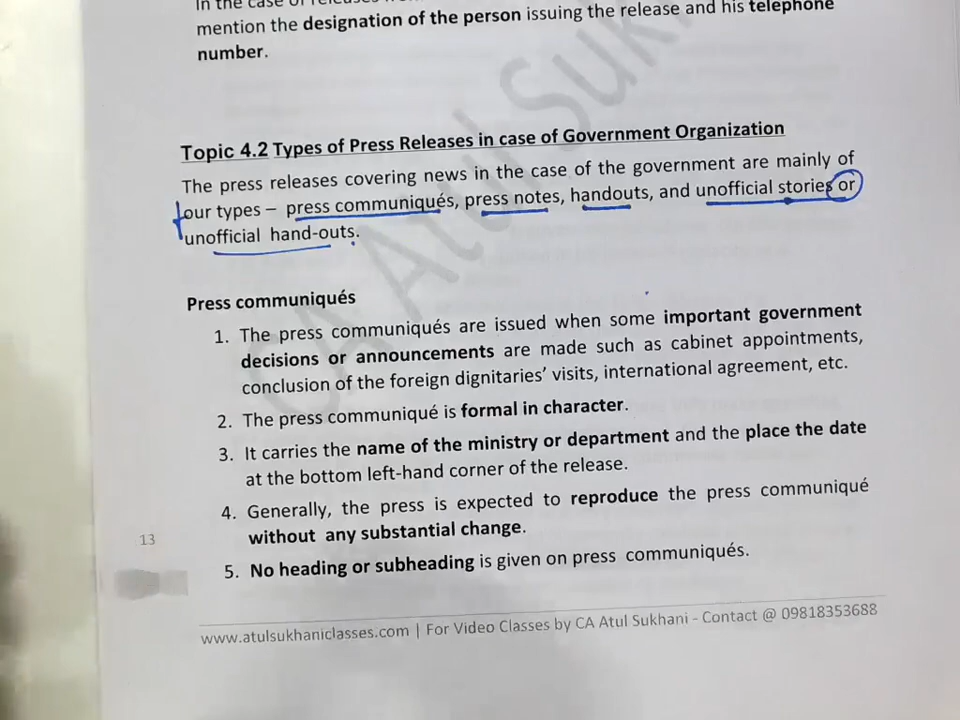 In the case of releases
mention the designation of the person issuing the release and his telephone
number.
Topic 4.2 Types of Press Releases in case of Government Organization
The press releases covering news in the case of the government are mainly of
four types – press communiqués, press notes, handouts, and unofficial stories or
unofficial hand-outs.
Press communiqués
1. The press communiqués are issued when some important government
decisions or announcements are made such as cabinet appointments,
conclusion of the foreign dignitaries’ visits, international agreement, etc.
2. The press communiqué is formal in character.
3. It carries the name of the ministry or department and the place the date
at the bottom left-hand corner of the release.
4. Generally, the press is expected to reproduce the press communiqué
without any substantial change.
5. No heading or subheading is given on press communiqués.
13
www.atulsukhaniclasses.com | For Video Classes by CA Atul Sukhani - Contact @ 09818353688
CA Atul Sukh